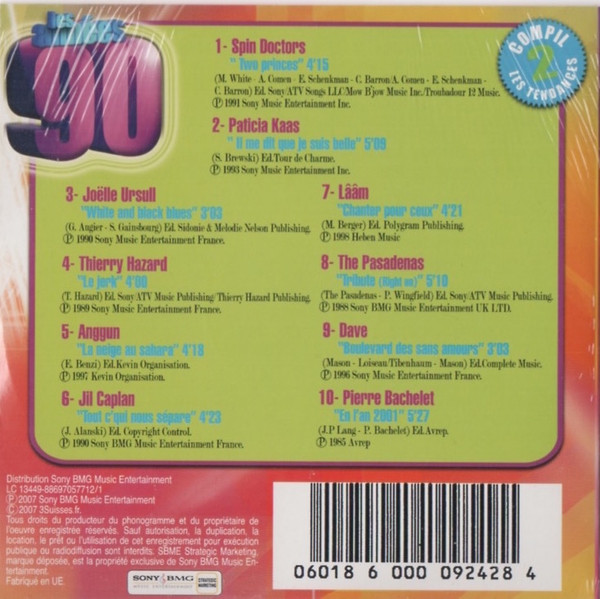 les
années
90
COMPIL
2
LES TENDANCES
1- Spin Doctors
"Two princes" 4'15
(M. White - A. Comen - E. Schenkman - C. Barron/A. Comen - E. Schenkman -
C. Barron) Ed. Sony/ATV Songs LLC/Mow B'jow Music Inc./Troubadour 12 Music.
Ⓟ 1991 Sony Music Entertainment Inc.
2- Paticia Kaas
"Il me dit que je suis belle" 5'09
(S. Brewski) Ed.Tour de Charme.
Ⓟ 1993 Sony Music Entertainment Inc.
3- Joëlle Ursull
"White and black blues" 3'03
(G. Augier - S. Gainsbourg) Ed. Sidonie & Melodie Nelson Publishing.
Ⓟ 1990 Sony Music Entertainment France.
4- Thierry Hazard
"Le jerk" 4'00
(T. Hazard) Ed. Sony/ATV Music Publishing/Thierry Hazard Publishing.
Ⓟ 1989 Sony Music Entertainment France.
5- Anggun
"La neige au sahara" 4'18
(E. Benzi) Ed.Kevin Organisation.
Ⓟ 1997 Kevin Organisation.
6- Jil Caplan
"Tout c'qui nous sépare" 4'23
(J. Alanski) Ed. Copyright Control.
Ⓟ 1990 Sony BMG Music Entertainment France.
7- Lââm
"Chanter pour ceux" 4'21
(M. Berger) Ed. Polygram Publishing.
Ⓟ 1998 Heben Music
8- The Pasadenas
"Tribute (Right on)" 5'10
(The Pasadenas - P. Wingfield) Ed. Sony/ATV Music Publishing.
Ⓟ 1988 Sony BMG Music Entertainment UK LTD.
9- Dave
"Boulevard des sans amours" 3'03
(Mason - Loiseau/Tibenhaum - Mason) Ed.Complete Music.
Ⓟ 1996 Sony Music Entertainment France.
10- Pierre Bachelet
"En l'an 2001" 5'27
(J.P Lang - P. Bachelet) Ed.Avrep.
Ⓟ 1985 Avrep
Distribution Sony BMG Music Entertainment
LC 13449-88697057712/1
Ⓟ2007 Sony BMG Music Entertainment
Ⓒ2007 3Suisses.fr.
Tous droits du producteur du phonogramme et du propriétaire de
l'oeuvre enregistrée réservés. Sauf autorisation, la duplication, la
location, le prêt ou l'utilisation de cet enregistrement pour exécution
publique ou radiodiffusion sont interdits. SBME Strategic Marketing,
marque déposée, est la propriété exclusive de Sony BMG Music En-
tertainment.
Fabriqué en UE.
SONY BMG
MUSIC ENTERTAINMENT
STRATEGIC
MARKETING
06018 6 000 092428 4